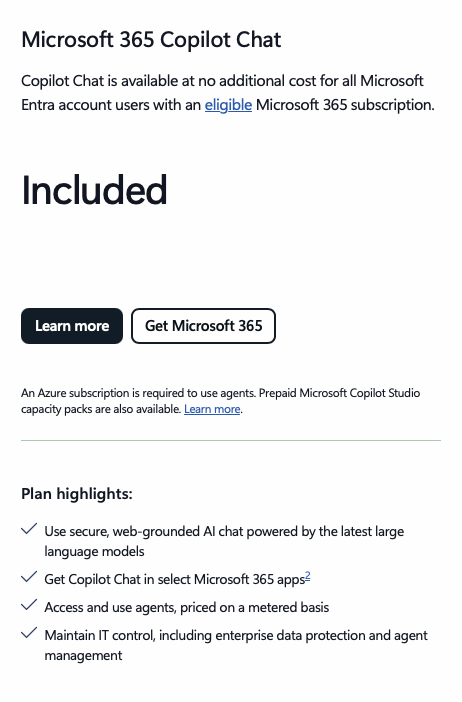 Microsoft 365 Copilot Chat
Copilot Chat is available at no additional cost for all Microsoft
Entra account users with an eligible Microsoft 365 subscription.
Included
Learn more
Get Microsoft 365
An Azure subscription is required to use agents. Prepaid Microsoft Copilot Studio
capacity packs are also available. Learn more.
Plan highlights:
Use secure, web-grounded AI chat powered by the latest large
language models
Get Copilot Chat in select Microsoft 365 apps2
Access and use agents, priced on a metered basis
Maintain IT control, including enterprise data protection and agent
management